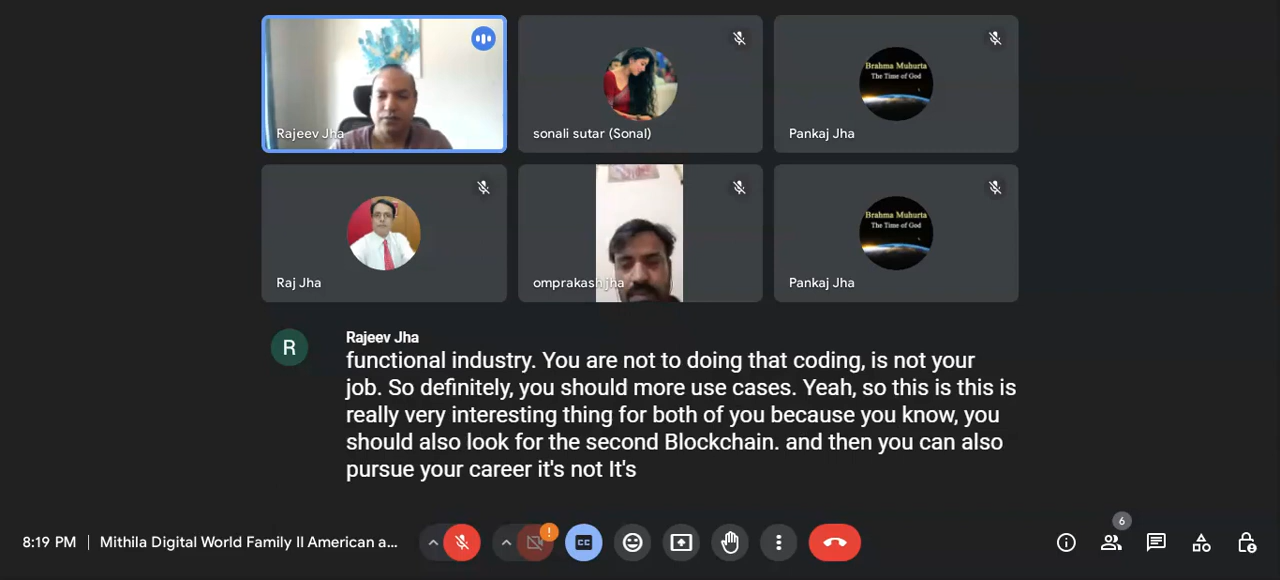 Rajeev Jha
sonali sutar (Sonal)
Brahma Muhurta
The Time of God
Pankaj Jha
Raj Jha
omprakash jha
Brahma Muhurta
The Time of God
Pankaj Jha
R
Rajeev Jha
functional industry. You are not to doing that coding, is not your
job. So definitely, you should more use cases. Yeah, so this is this is
really very interesting thing for both of you because you know, you
should also look for the second Blockchain. and then you can also
pursue your career it's not It's
8:19 PM | Mithila Digital World Family II American a...
!
CC
6